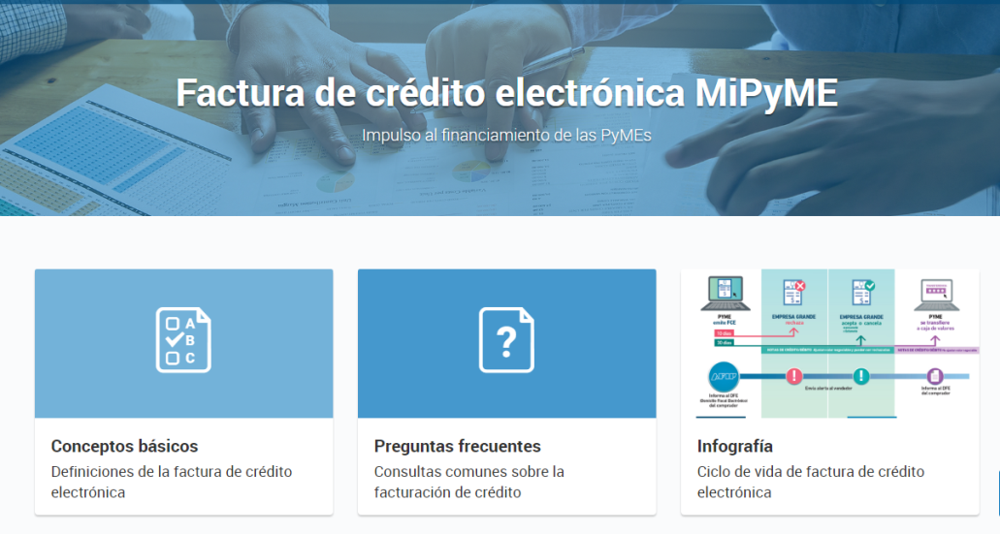 Factura de crédito electrónica MiPyME
Impulso al financiamiento de las PyMEs
A
B
C
?
PYME
emite FCE
EMPRESA GRANDE
rechaza
EMPRESA GRANDE
acepta o cancela
PYME
se transfiere
a caja de valores
15 días
30 días
AFIP
Envía alerta al vendedor
Informa al DFE
(Domicilio Fiscal Electrónico)
del comprador
Informa al DFE
del comprador
Conceptos básicos
Definiciones de la factura de crédito
electrónica
Preguntas frecuentes
Consultas comunes sobre la
facturación de crédito
Infografía
Ciclo de vida de factura de crédito
electrónica